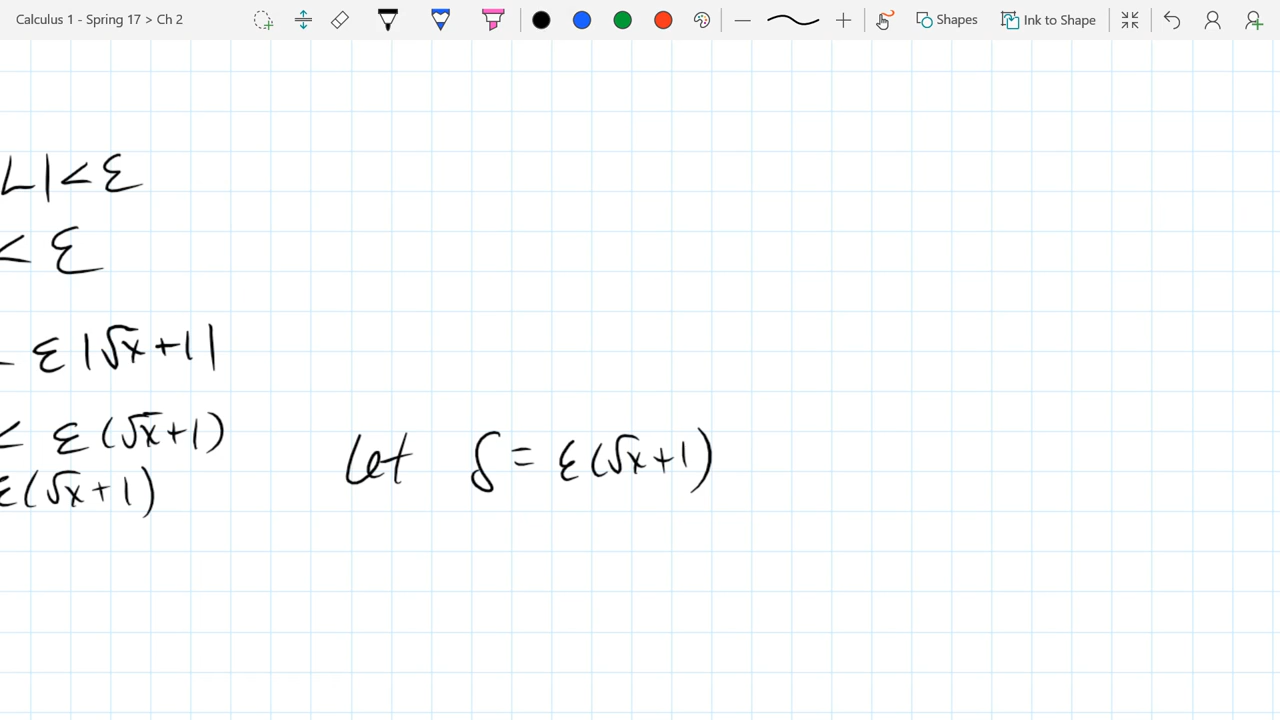 Calculus 1 - Spring 17 > Ch 2
Shapes
Ink to Shape
L|<ε
< ε
ε|√x+1|
< ε(√x+1)
ε(√x+1)
Let δ = ε(√x+1)